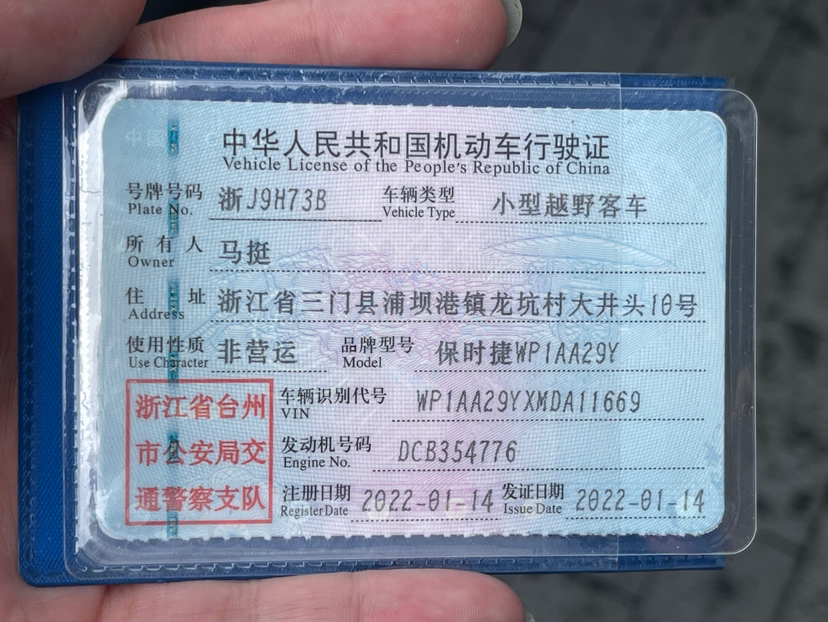 中华人民共和国机动车行驶证
Vehicle License of the People's Republic of China
号牌号码 浙J9H73B 车辆类型 小型越野客车
Plate No. Vehicle Type
所有人 马挺
Owner
住址 浙江省三门县浦坝港镇龙坑村大井头10号
Address
使用性质 非营运 品牌型号 保时捷WP1AA29Y
Use Character Model
浙江省台州 车辆识别代号 WP1AA29YXMDA11669
VIN
市公安局交 发动机号码 DCB354776
Engine No.
通警察支队 注册日期 2022-01-14 发证日期 2022-01-14
Register Date Issue Date